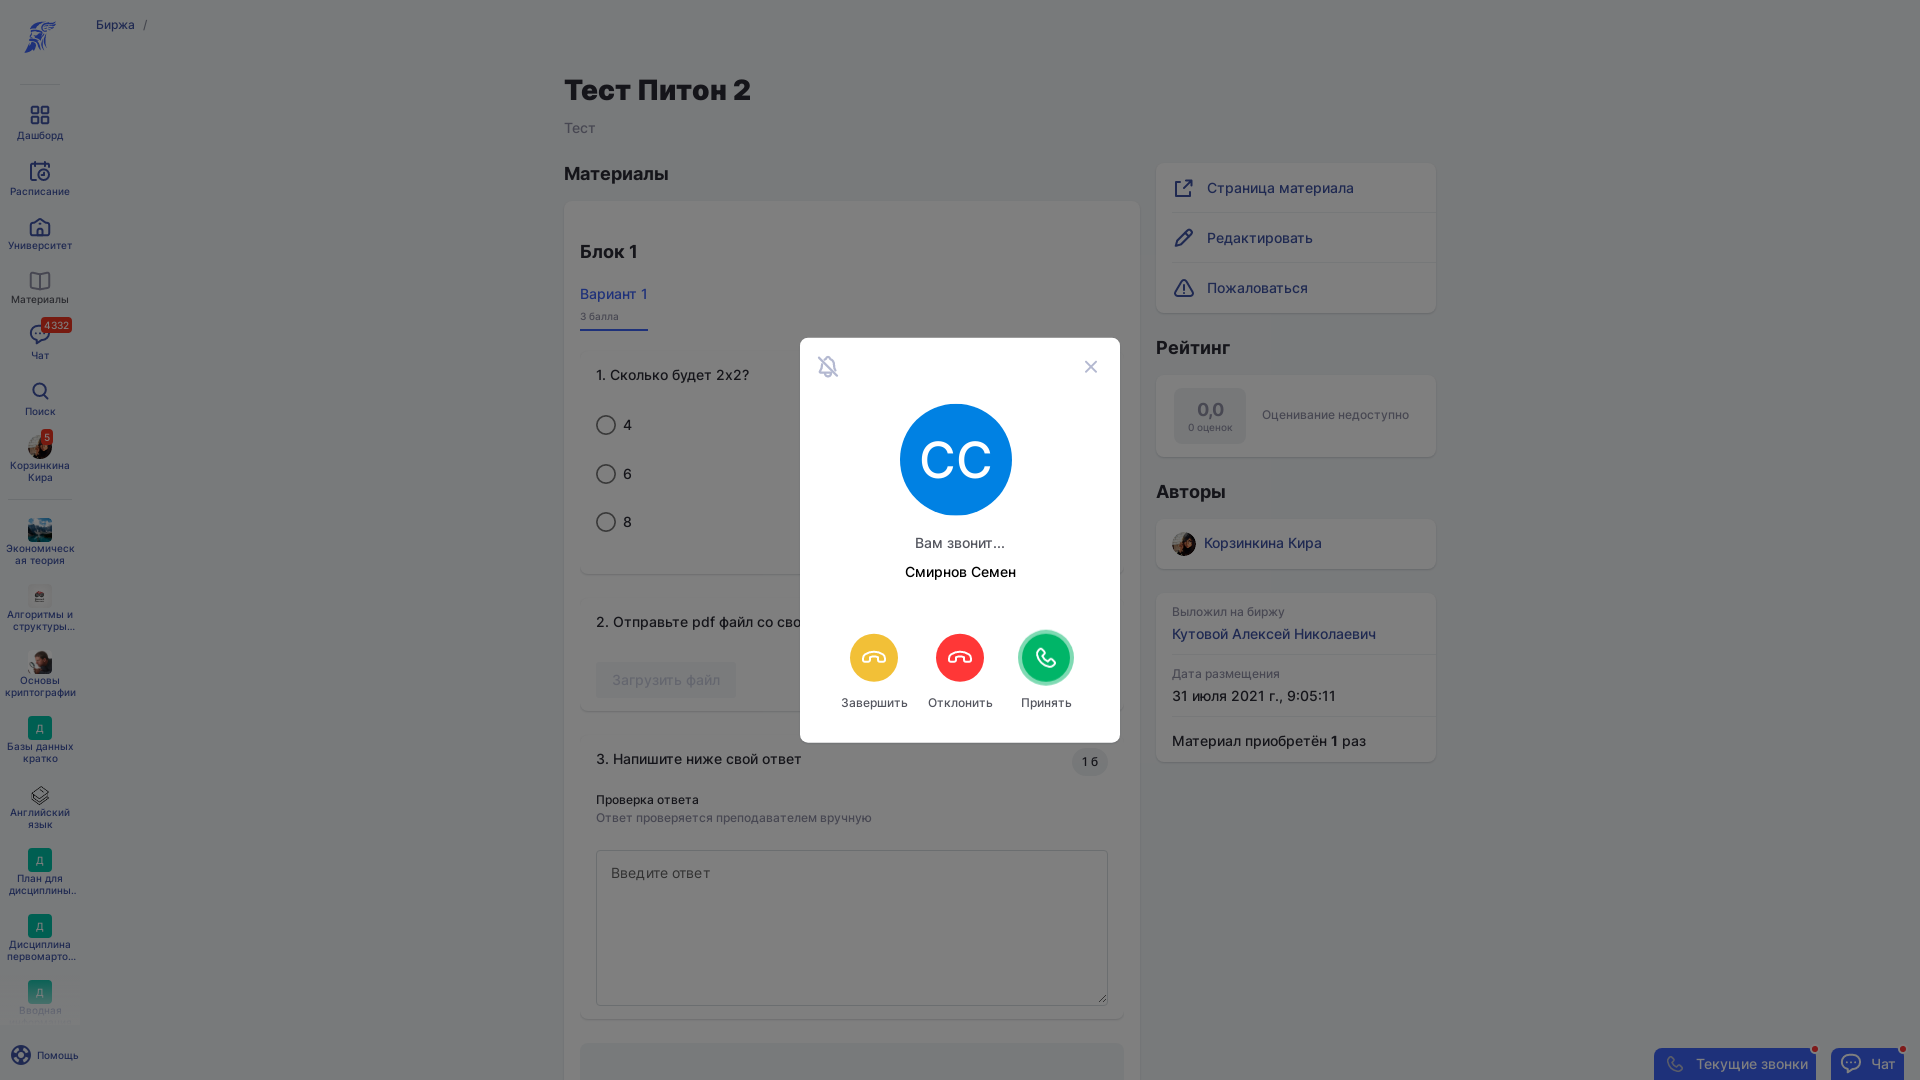 Биржа /
Дашборд
Расписание
Университет
Материалы
4332
Чат
Поиск
5
Корзинкина
Кира
Экономическ
ая теория
Алгоритмы и
структуры...
Основы
криптографии
Д
Базы данных
кратко
Английский
язык
Д
План для
дисциплины..
Д
Дисциплина
первомарто...
Д
Вводная
Помощь
Тест Питон 2
Тест
Материалы
Блок 1
Вариант 1
3 балла
1. Сколько будет 2х2?
4
6
8
2. Отправьте pdf файл со сво
Загрузить файл
3. Напишите ниже свой ответ
1 б
Проверка ответа
Ответ проверяется преподавателем вручную
Введите ответ
СС
Вам звонит...
Смирнов Семен
Завершить
Отклонить
Принять
Страница материала
Редактировать
Пожаловаться
Рейтинг
0,0
0 оценок
Оценивание недоступно
Авторы
Корзинкина Кира
Выложил на биржу
Кутовой Алексей Николаевич
Дата размещения
31 июля 2021 г., 9:05:11
Материал приобретён 1 раз
Текущие звонки
Чат